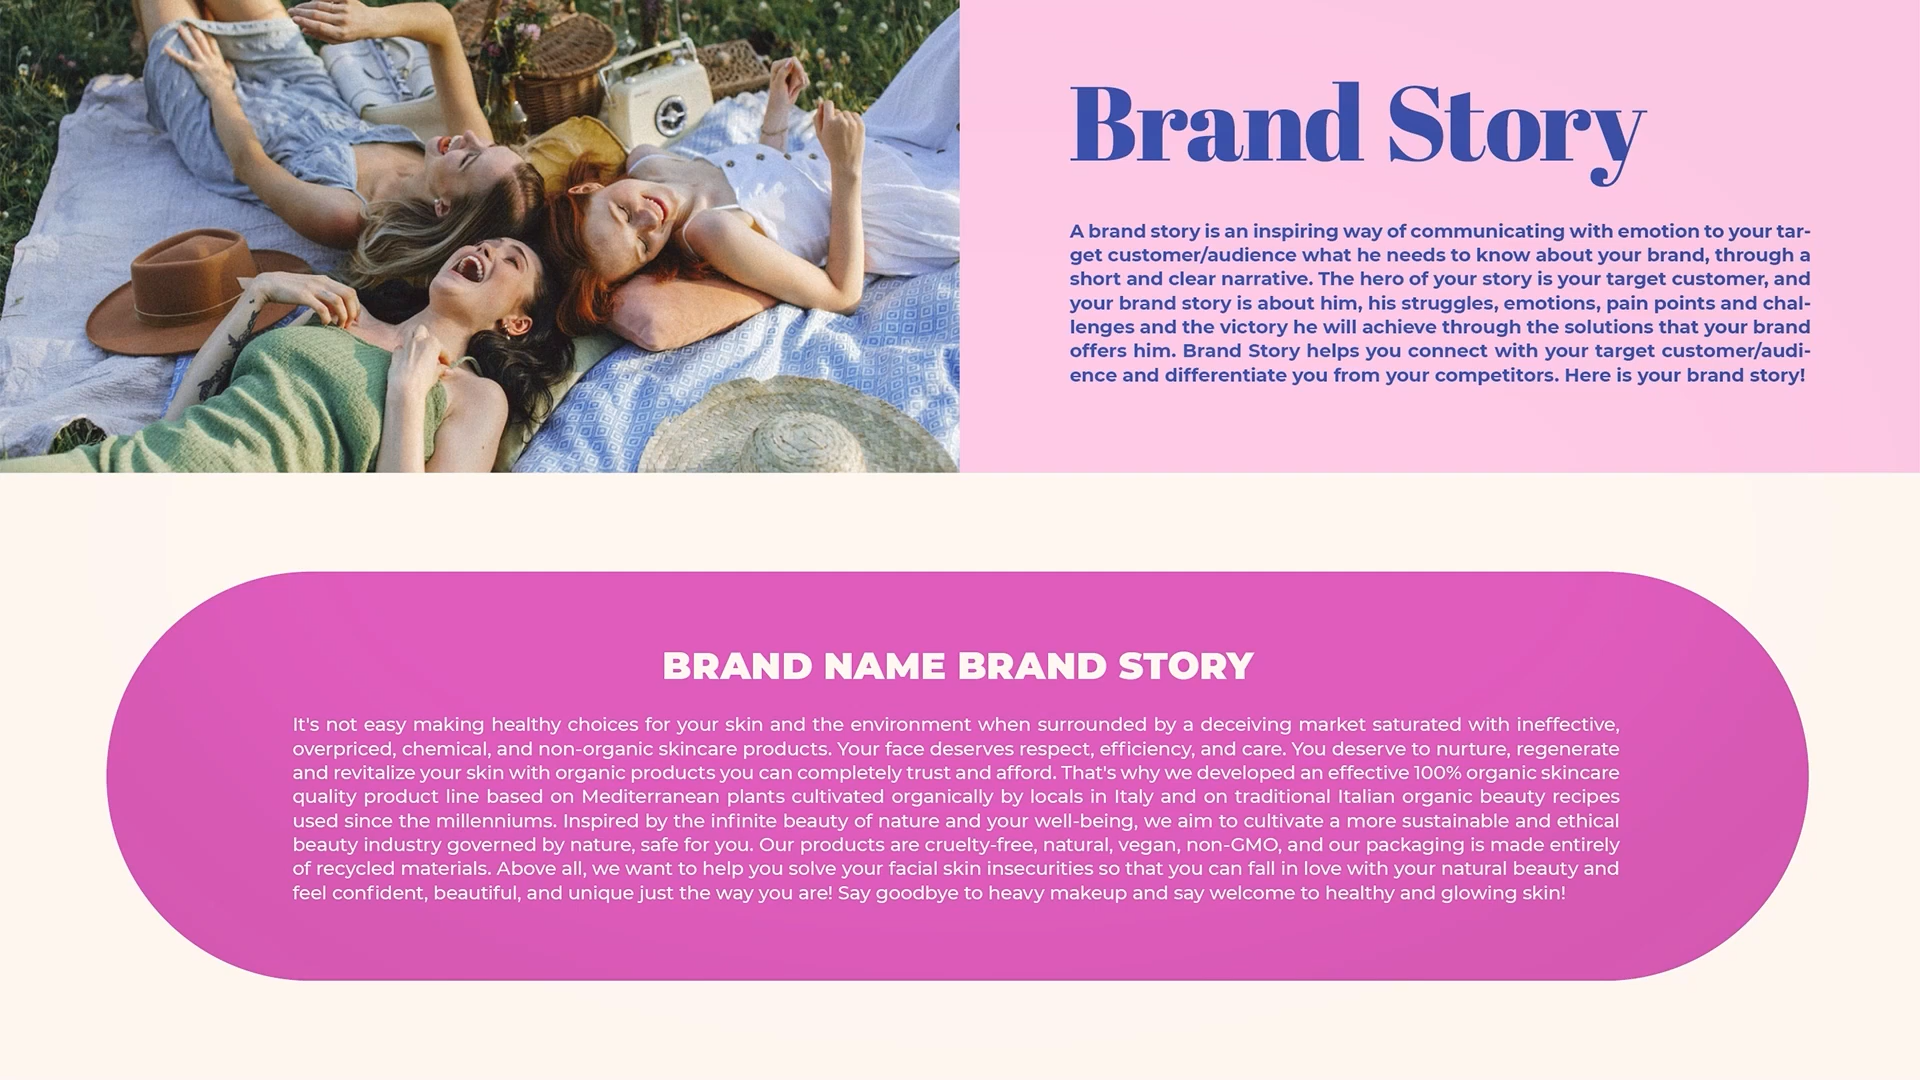 Brand Story
A brand story is an inspiring way of communicating with emotion to your tar-
get customer/audience what he needs to know about your brand, through a
short and clear narrative. The hero of your story is your target customer, and
your brand story is about him, his struggles, emotions, pain points and chal-
lenges and the victory he will achieve through the solutions that your brand
offers him. Brand Story helps you connect with your target customer/audi-
ence and differentiate you from your competitors. Here is your brand story!
BRAND NAME BRAND STORY
It's not easy making healthy choices for your skin and the environment when surrounded by a deceiving market saturated with ineffective,
overpriced, chemical, and non-organic skincare products. Your face deserves respect, efficiency, and care. You deserve to nurture, regenerate
and revitalize your skin with organic products you can completely trust and afford. That's why we developed an effective 100% organic skincare
quality product line based on Mediterranean plants cultivated organically by locals in Italy and on traditional Italian organic beauty recipes
used since the millenniums. Inspired by the infinite beauty of nature and your well-being, we aim to cultivate a more sustainable and ethical
beauty industry governed by nature, safe for you. Our products are cruelty-free, natural, vegan, non-GMO, and our packaging is made entirely
of recycled materials. Above all, we want to help you solve your facial skin insecurities so that you can fall in love with your natural beauty and
feel confident, beautiful, and unique just the way you are! Say goodbye to heavy makeup and say welcome to healthy and glowing skin!